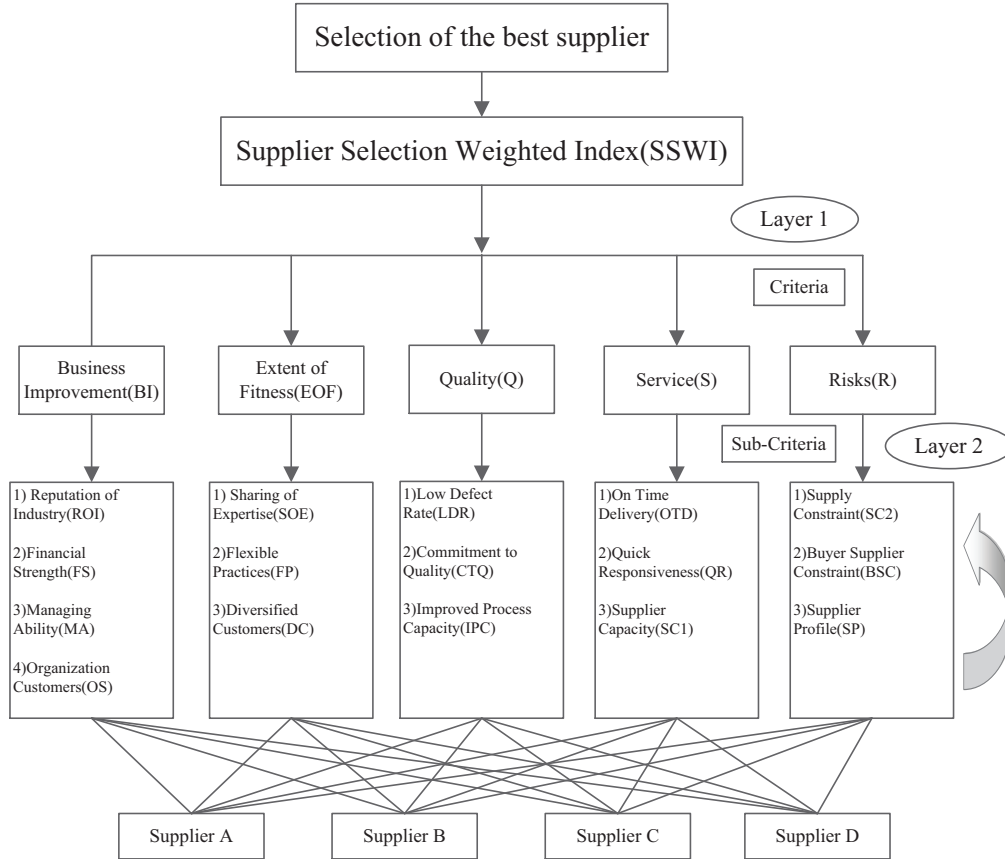 Selection of the best supplier
Supplier Selection Weighted Index(SSWI)
Layer 1
Criteria
Business
Improvement(BI)
Extent of
Fitness(EOF)
Quality(Q)
Service(S)
Risks(R)
Sub-Criteria
Layer 2
1) Reputation of
Industry(ROI)
2)Financial
Strength(FS)
3)Managing
Ability(MA)
4)Organization
Customers(OS)
1) Sharing of
Expertise(SOE)
2)Flexible
Practices(FP)
3)Diversified
Customers(DC)
1)Low Defect
Rate(LDR)
2)Commitment to
Quality(CTQ)
3)Improved Process
Capacity(IPC)
1)On Time
Delivery(OTD)
2)Quick
Responsiveness(QR)
3)Supplier
Capacity(SC1)
1)Supply
Constraint(SC2)
2)Buyer Supplier
Constraint(BSC)
3)Supplier
Profile(SP)
Supplier A
Supplier B
Supplier C
Supplier D